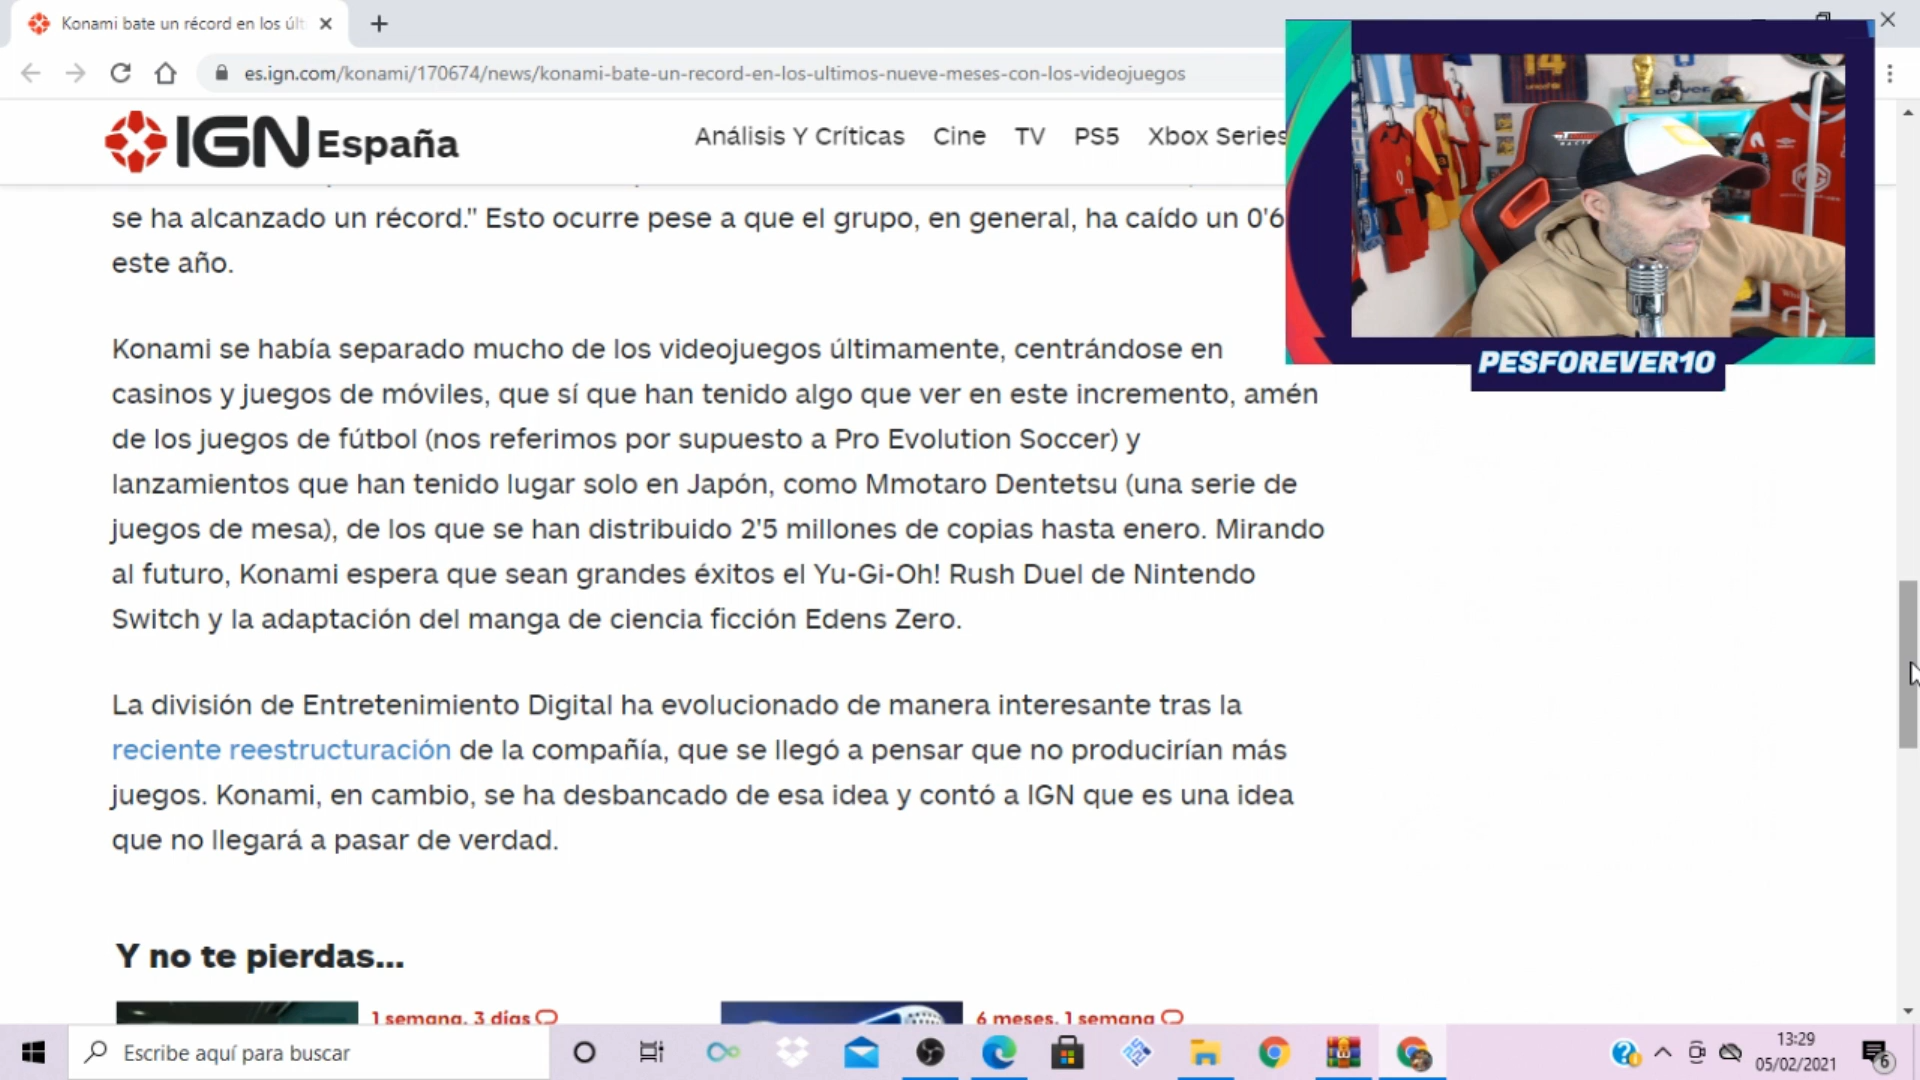 Konami bate un récord en los últ
es.ign.com/konami/170674/news/konami-bate-un-record-en-los-ultimos-nueve-meses-con-los-videojuegos
IGN España
Análisis Y Críticas Cine TV PS5 Xbox Series
14
MG
PESFOREVER10
se ha alcanzado un récord." Esto ocurre pese a que el grupo, en general, ha caído un 0'6
este año.
Konami se había separado mucho de los videojuegos últimamente, centrándose en
casinos y juegos de móviles, que sí que han tenido algo que ver en este incremento, amén
de los juegos de fútbol (nos referimos por supuesto a Pro Evolution Soccer) y
lanzamientos que han tenido lugar solo en Japón, como Mmotaro Dentetsu (una serie de
juegos de mesa), de los que se han distribuido 2'5 millones de copias hasta enero. Mirando
al futuro, Konami espera que sean grandes éxitos el Yu-Gi-Oh! Rush Duel de Nintendo
Switch y la adaptación del manga de ciencia ficción Edens Zero.
La división de Entretenimiento Digital ha evolucionado de manera interesante tras la
reciente reestructuración de la compañía, que se llegó a pensar que no producirían más
juegos. Konami, en cambio, se ha desbancado de esa idea y contó a IGN que es una idea
que no llegará a pasar de verdad.
Y no te pierdas...
1 semana, 3 días
6 meses, 1 semana
Escribe aquí para buscar
13:29
05/02/2021
6